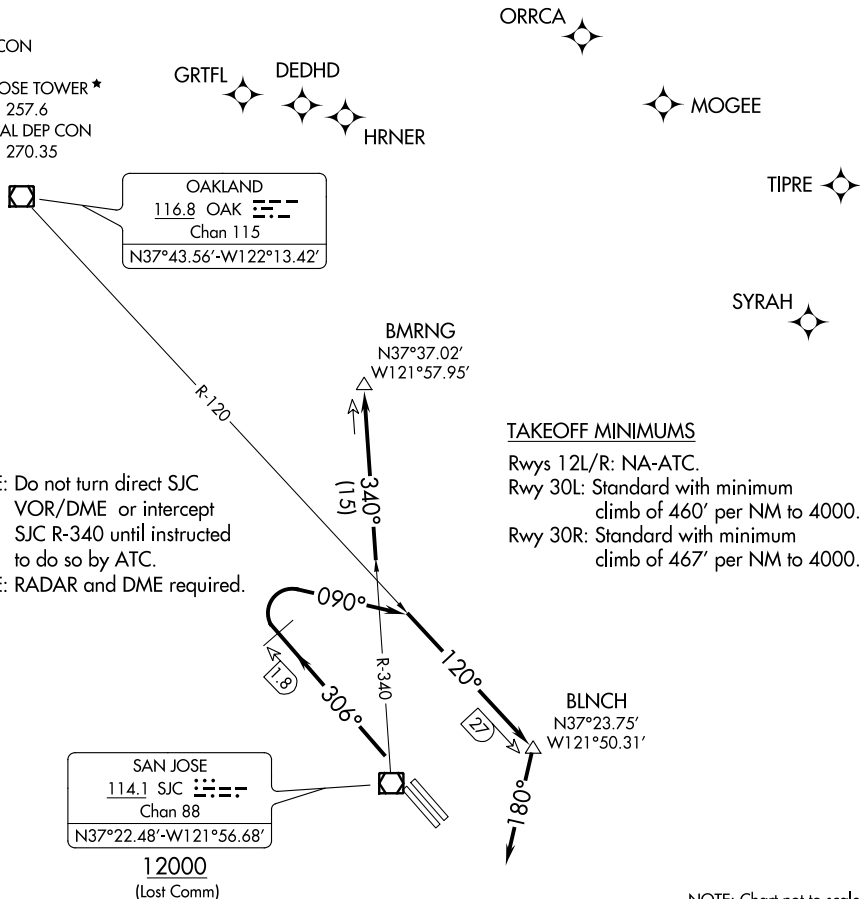 CON
OSE TOWER ★
257.6
AL DEP CON
270.35
ORRCA
GRTFL
DEDHD
HRNER
MOGEE
TIPRE
SYRAH
OAKLAND
116.8 OAK
Chan 115
N37°43.56'-W122°13.42'
R-120
BMRNG
N37°37.02'
W121°57.95'
340°
(15)
TAKEOFF MINIMUMS
Rwys 12L/R: NA-ATC.
Rwy 30L: Standard with minimum
climb of 460' per NM to 4000.
Rwy 30R: Standard with minimum
climb of 467' per NM to 4000.
E: Do not turn direct SJC
VOR/DME or intercept
SJC R-340 until instructed
to do so by ATC.
E: RADAR and DME required.
090°
1.8
306°
R-340
120°
27
BLNCH
N37°23.75'
W121°50.31'
180°
SAN JOSE
114.1 SJC
Chan 88
N37°22.48'-W121°56.68'
12000
(Lost Comm)
NOTE: Chart not to scale